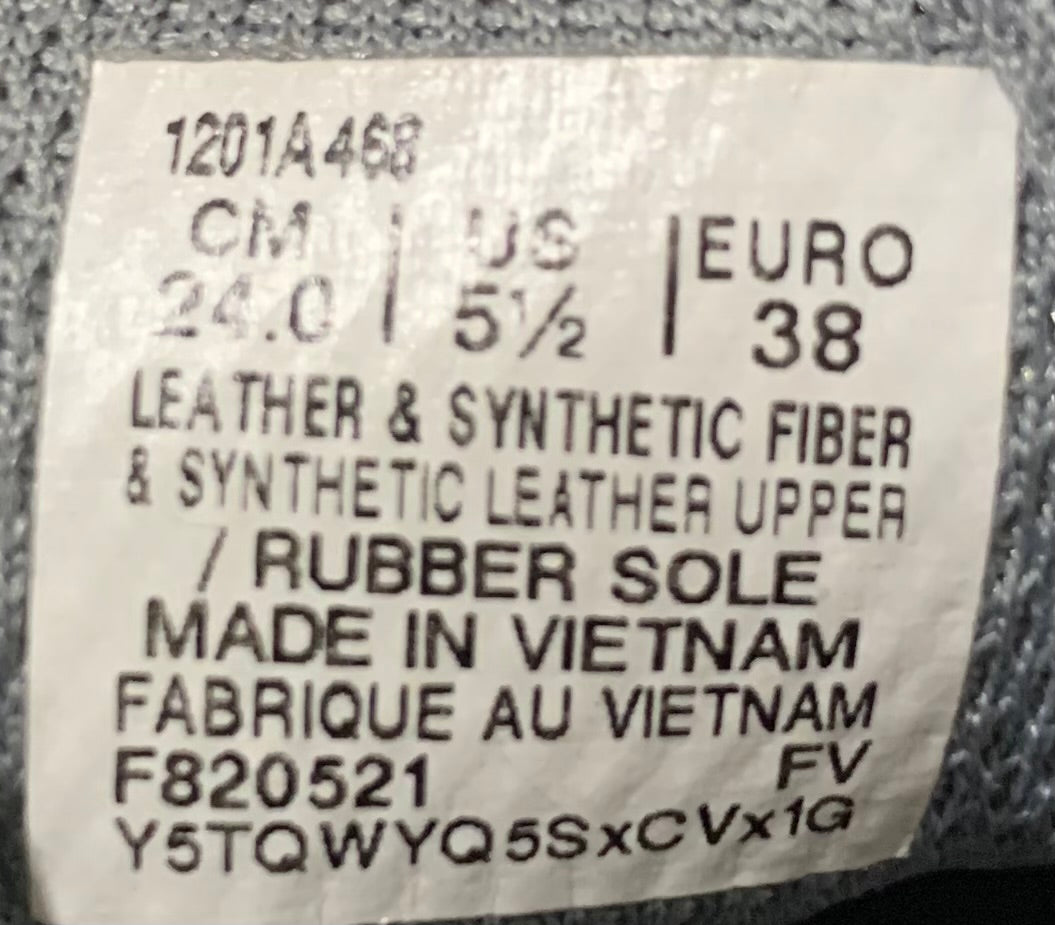 1201A468
CM | US | EURO
24.0 | 5½ | 38
LEATHER & SYNTHETIC FIBER
& SYNTHETIC LEATHER UPPER
/ RUBBER SOLE
MADE IN VIETNAM
FABRIQUE AU VIETNAM
F820521 FV
Y5TQWYQ5SxCVx1G